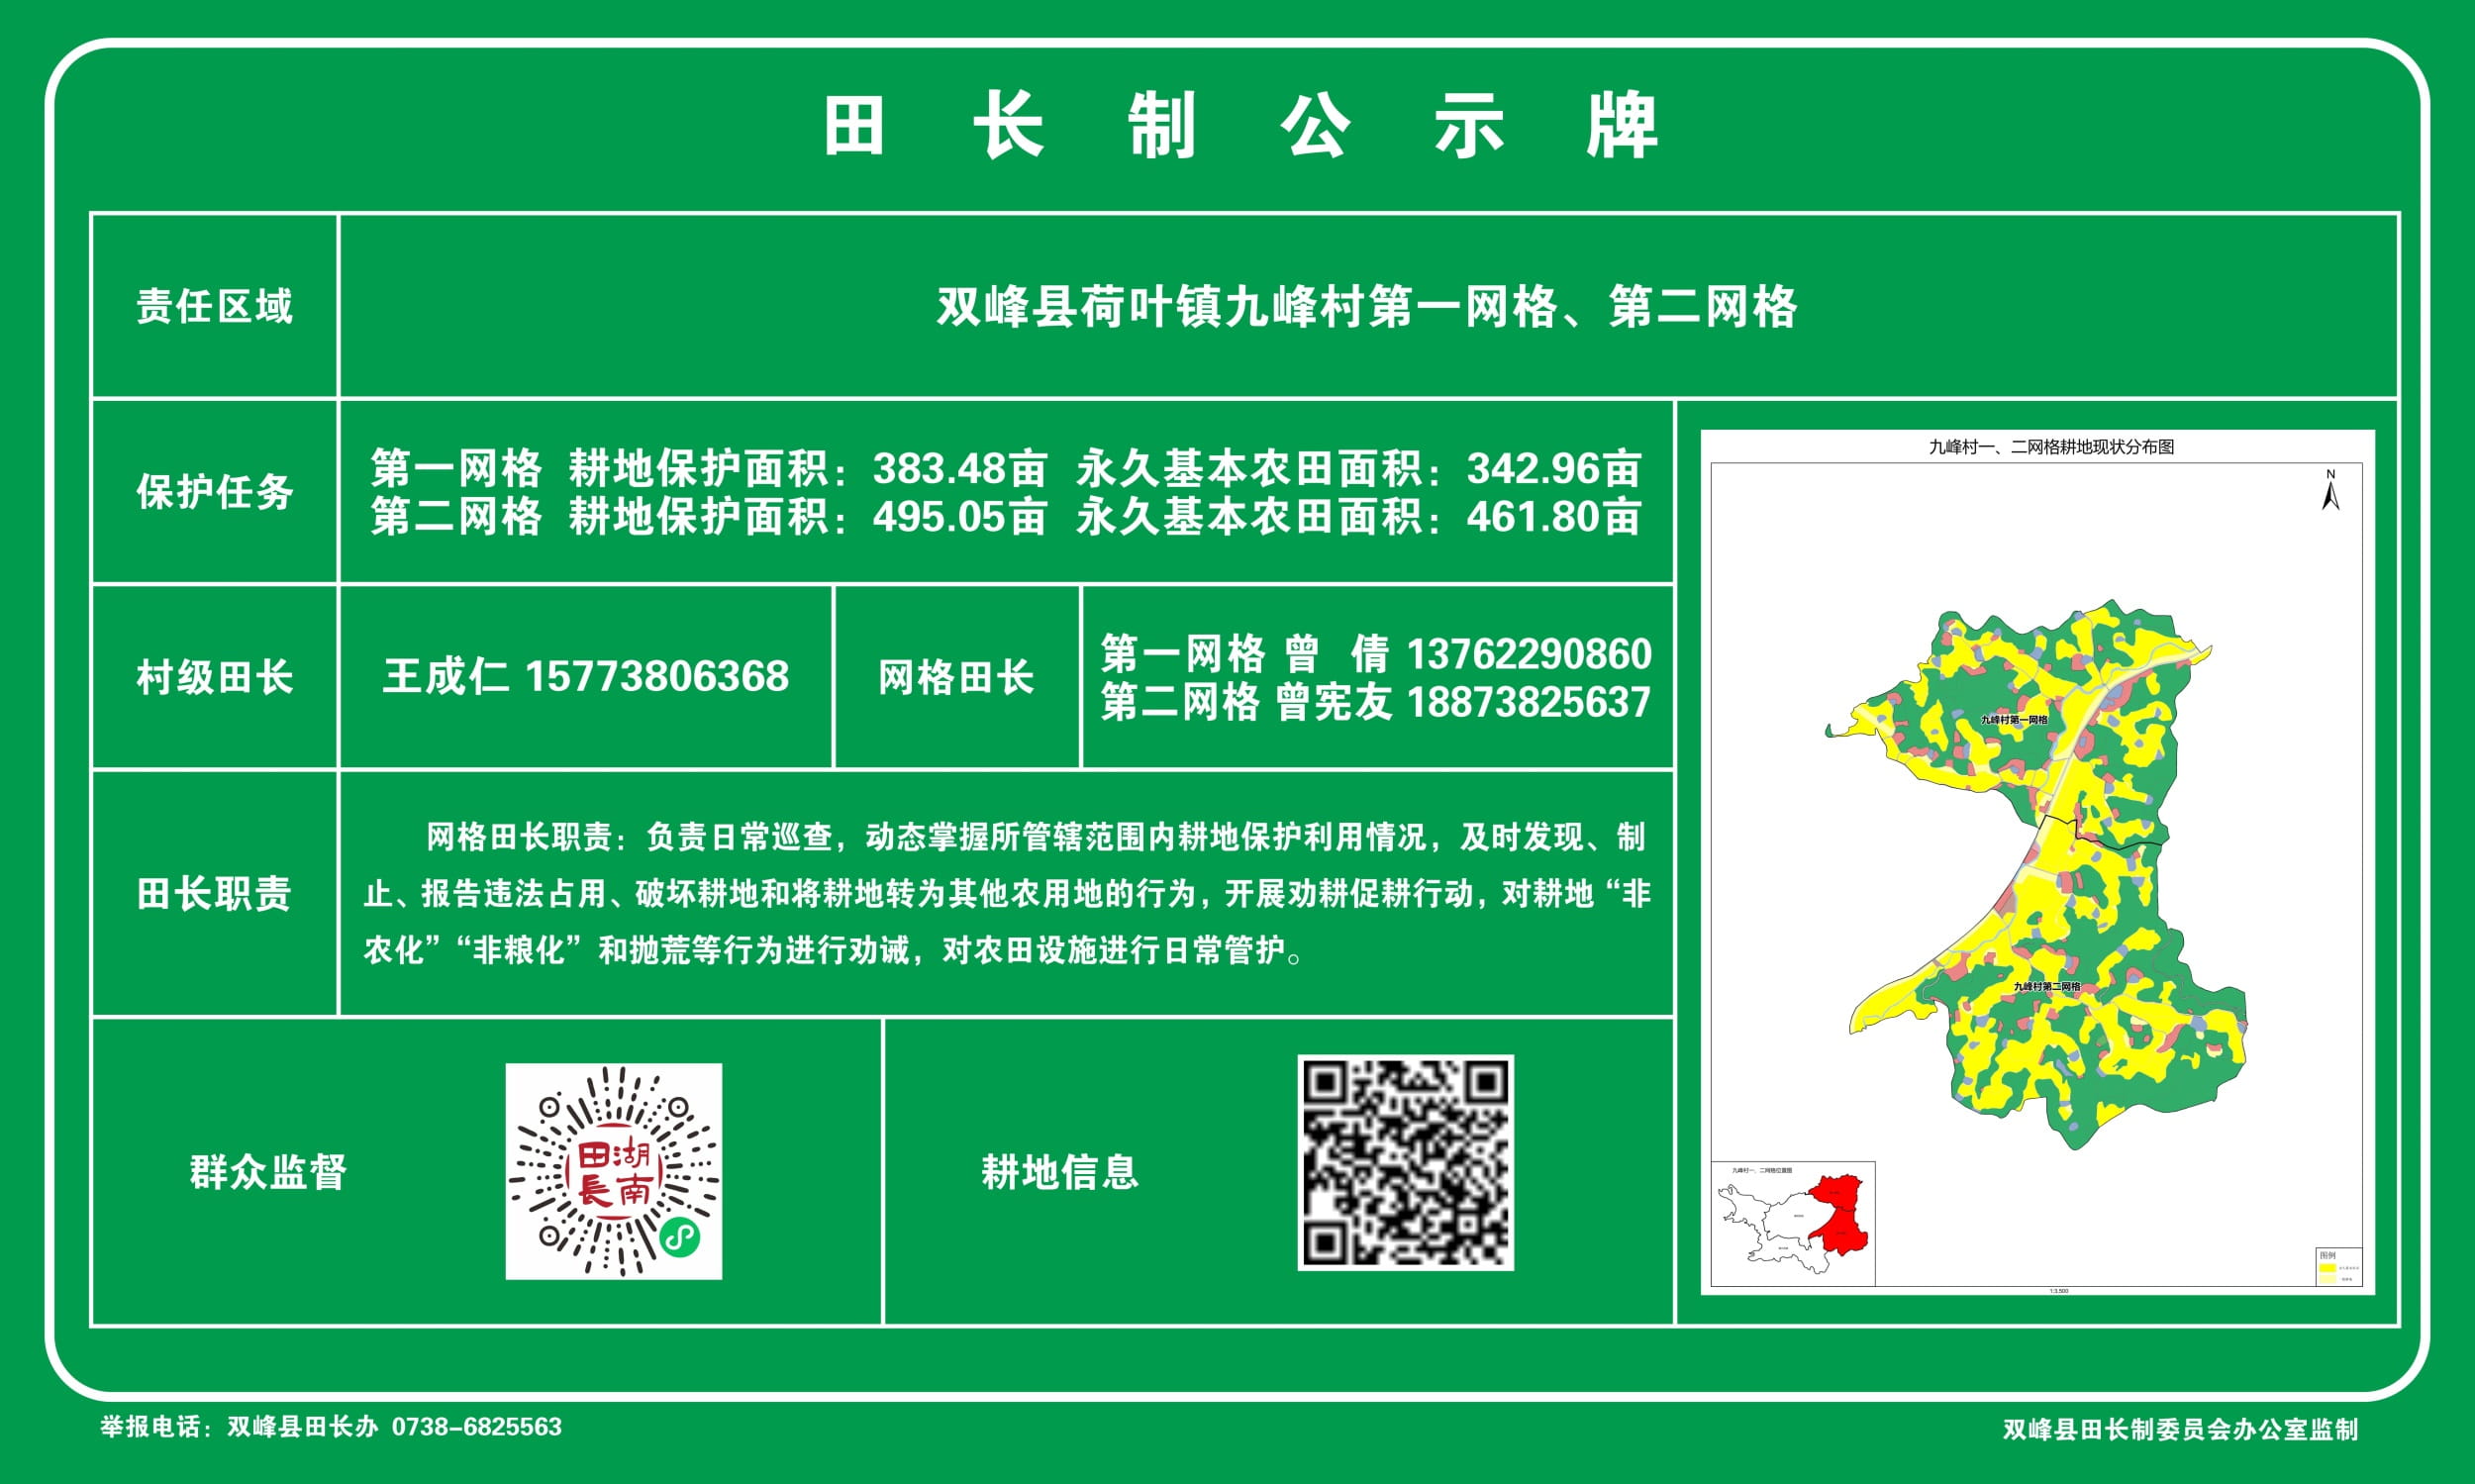 田长制公示牌
责任区域
双峰县荷叶镇九峰村第一网格、第二网格
保护任务
第一网格 耕地保护面积：383.48亩 永久基本农田面积：342.96亩
第二网格 耕地保护面积：495.05亩 永久基本农田面积：461.80亩
村级田长
王成仁 15773806368
网格田长
第一网格 曾 倩 13762290860
第二网格 曾宪友 18873825637
田长职责
网格田长职责：负责日常巡查，动态掌握所管辖范围内耕地保护利用情况，及时发现、制
止、报告违法占用、破坏耕地和将耕地转为其他农用地的行为，开展劝耕促耕行动，对耕地“非
农化”“非粮化”和抛荒等行为进行劝诫，对农田设施进行日常管护。
群众监督
湖南
田長
耕地信息
九峰村一、二网格耕地现状分布图
N
九峰村第一网格
九峰村第二网格
九峰村一、二网格位置图
图例
1:3,500
举报电话：双峰县田长办 0738-6825563
双峰县田长制委员会办公室监制